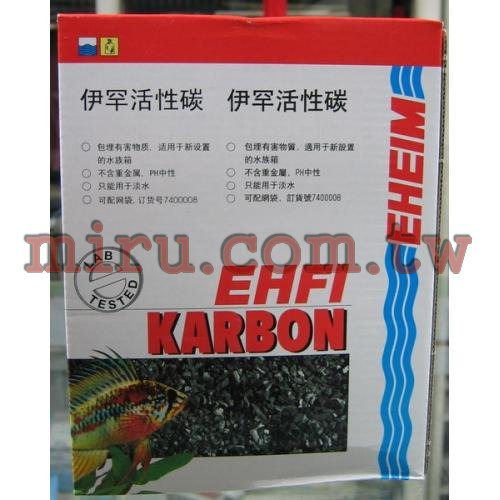 伊罕活性碳
○ 包埋有害物质，适用于新设置
的水族箱
○ 不含重金属，PH中性
○ 只能用于淡水
○ 可配网袋，订货号7400008
伊罕活性碳
○ 包埋有害物質，適用于新設置
的水族箱
○ 不含重金屬，PH中性
○ 只能用于淡水
○ 可配網袋，訂貨號7400008
EHEIM
miru.com.tw
LAB
TESTED
EHFI
KARBON